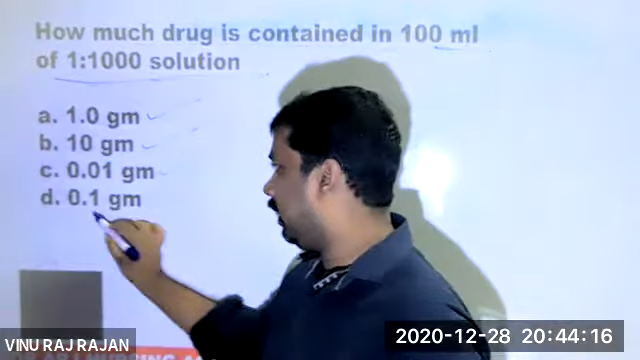 How much drug is contained in 100 ml
of 1:1000 solution
a. 1.0 gm
b. 10 gm
c. 0.01 gm
d. 0.1 gm
VINU RAJ RAJAN
2020-12-28 20:44:16